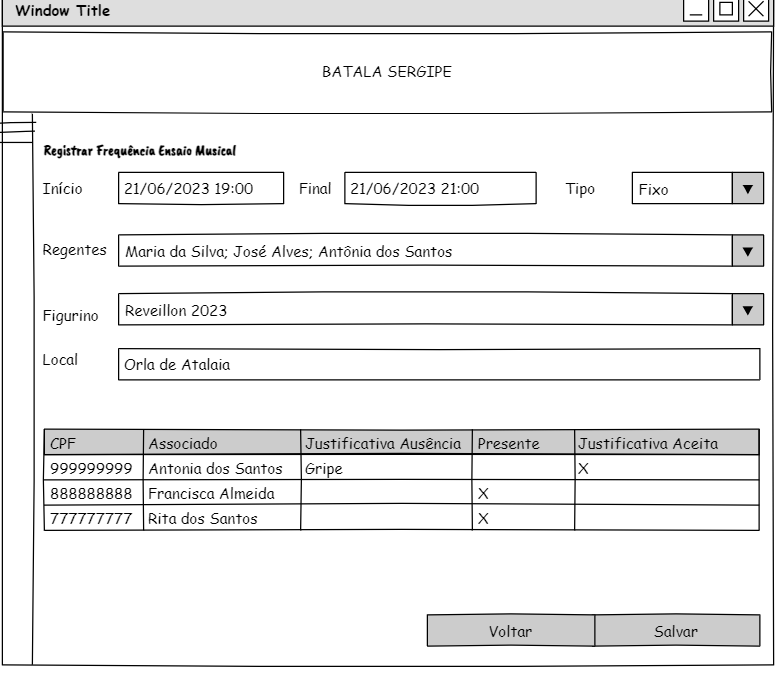 Window Title
BATALA SERGIPE
Registrar Frequência Ensaio Musical
Início 21/06/2023 19:00 Final 21/06/2023 21:00 Tipo Fixo
Regentes Maria da Silva; José Alves; Antônia dos Santos
Figurino Reveillon 2023
Local Orla de Atalaia
CPF Associado Justificativa Ausência Presente Justificativa Aceita
999999999 Antonia dos Santos Gripe X
888888888 Francisca Almeida X
777777777 Rita dos Santos X
Voltar Salvar